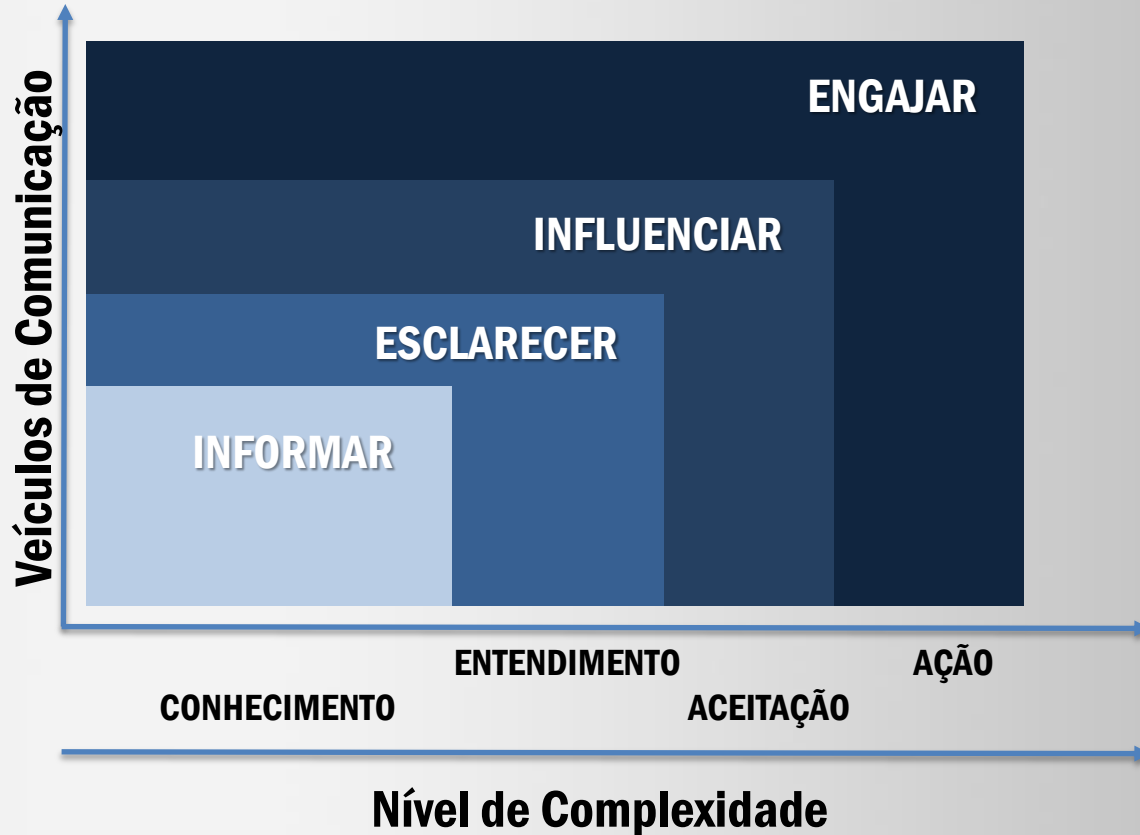 Veículos de Comunicação
ENGAJAR
INFLUENCIAR
ESCLARECER
INFORMAR
ENTENDIMENTO
AÇÃO
CONHECIMENTO
ACEITAÇÃO
Nível de Complexidade